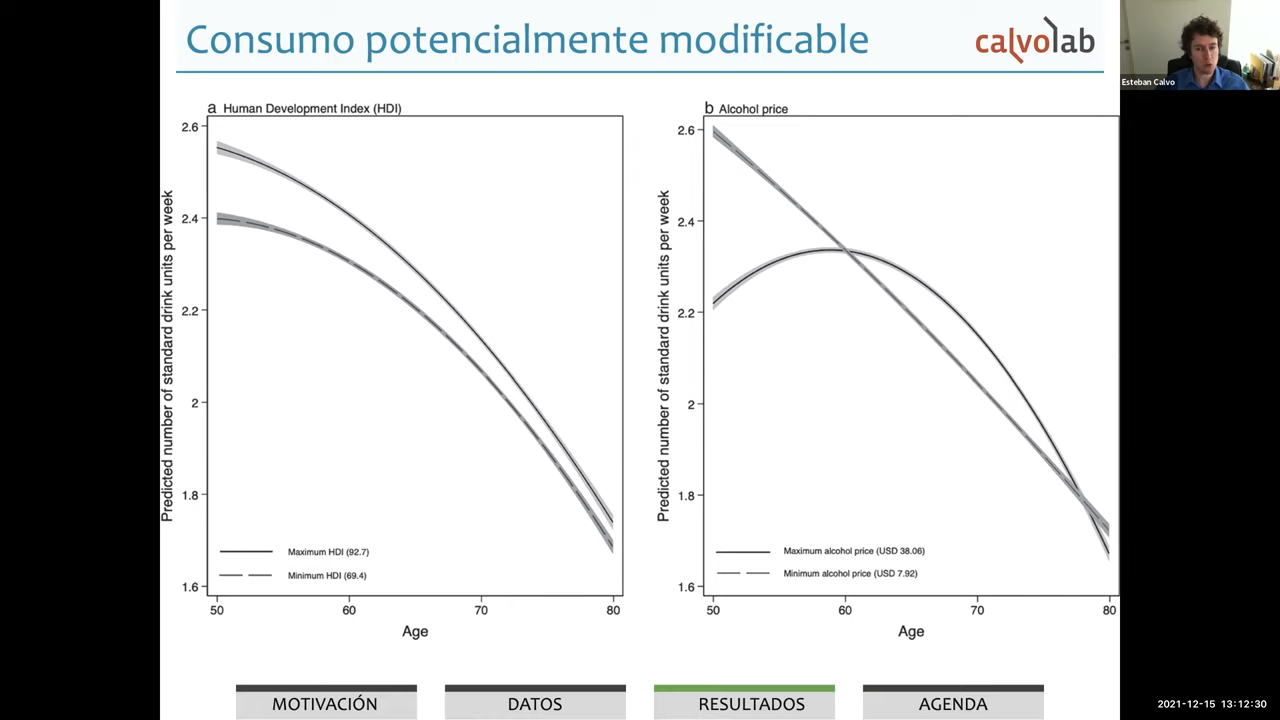 Consumo potencialmente modificable
calvolab
Esteban Calvo
a Human Development Index (HDI)
2.6
2.4
2.2
2
1.8
1.6
Predicted number of standard drink units per week
Maximum HDI (92.7)
Minimum HDI (69.4)
50 60 70 80
Age
b Alcohol price
2.6
2.4
2.2
2
1.8
1.6
Predicted number of standard drink units per week
Maximum alcohol price (USD 38.06)
Minimum alcohol price (USD 7.92)
50 60 70 80
Age
MOTIVACIÓN
DATOS
RESULTADOS
AGENDA
2021-12-15 13:12:30